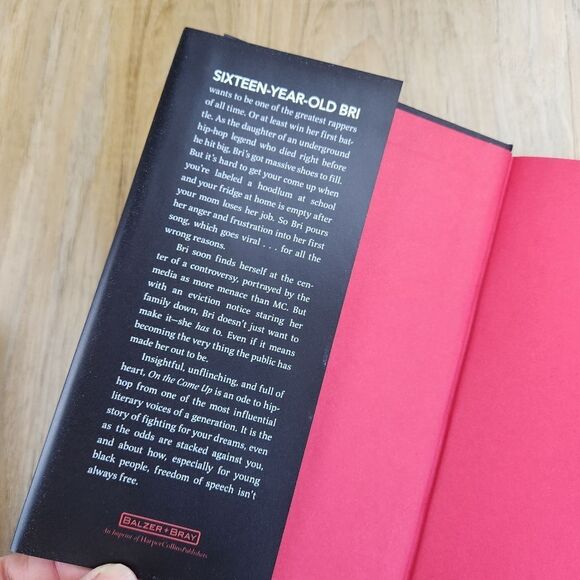 SIXTEEN-YEAR-OLD BRI
wants to be one of the greatest rappers
of all time. Or at least win her first bat-
tle. As the daughter of an underground
hip-hop legend who died right before
he hit big, Bri's got massive shoes to fill.
But it's hard to get your come up when
you're labeled a hoodlum at school
and your fridge at home is empty after
your mom loses her job. So Bri pours
her anger and frustration into her first
song, which goes viral . . . for all the
wrong reasons.
Bri soon finds herself at the cen-
ter of a controversy, portrayed by the
media as more menace than MC. But
with an eviction notice staring her
family down, Bri doesn't just want to
make it—she has to. Even if it means
becoming the very thing the public has
made her out to be.
Insightful, unflinching, and full of
heart, On the Come Up is an ode to hip-
hop from one of the most influential
literary voices of a generation. It is the
story of fighting for your dreams, even
as the odds are stacked against you,
and about how, especially for young
black people, freedom of speech isn't
always free.
BALZER + BRAY
An Imprint of HarperCollinsPublishers